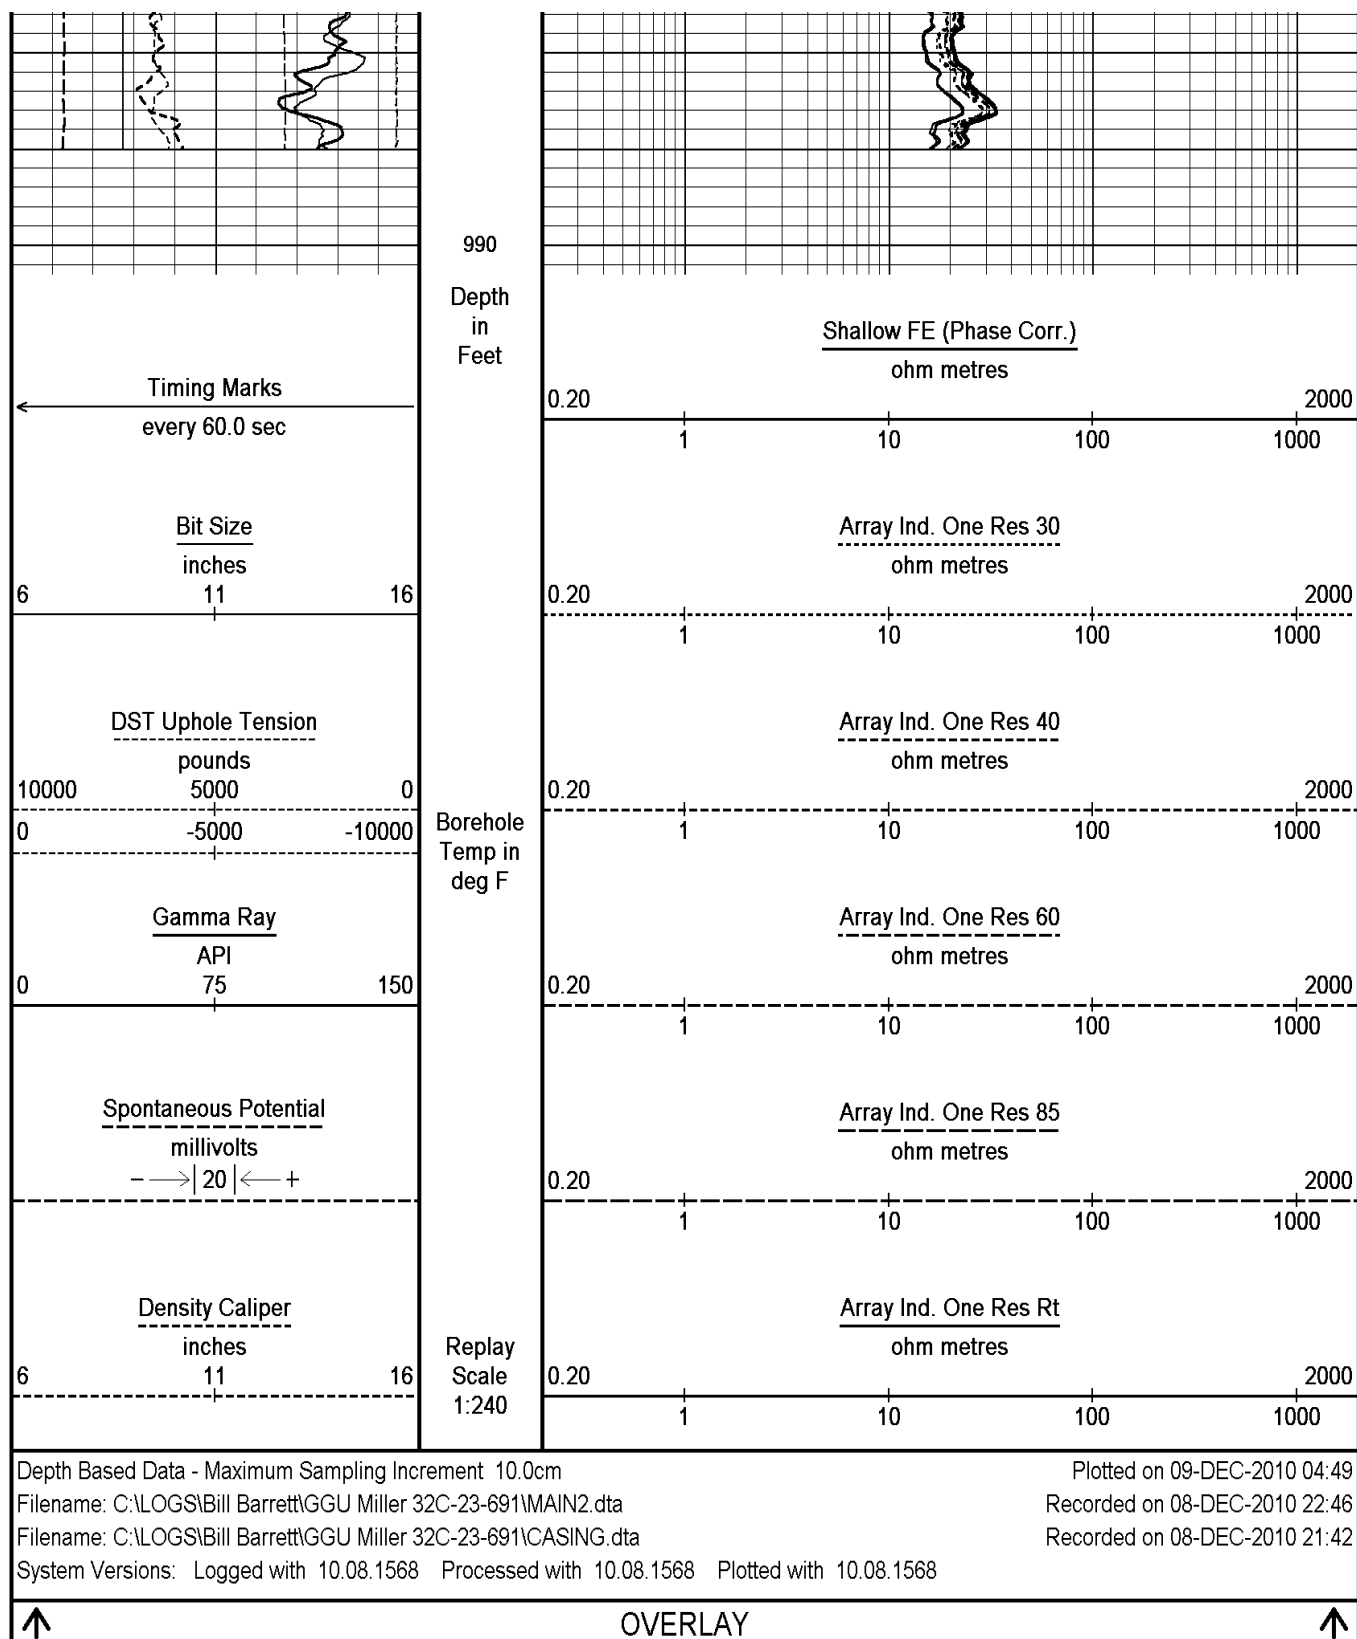 990
Depth
in
Feet
Timing Marks
every 60.0 sec
Bit Size
inches
6 11 16
DST Uphole Tension
pounds
10000 5000 0
0 -5000 -10000
Gamma Ray
API
0 75 150
Spontaneous Potential
millivolts
− →|20|← +
Density Caliper
inches
6 11 16
Borehole
Temp in
deg F
Replay
Scale
1:240
Shallow FE (Phase Corr.)
ohm metres
0.20 2000
1 10 100 1000
Array Ind. One Res 30
ohm metres
0.20 2000
1 10 100 1000
Array Ind. One Res 40
ohm metres
0.20 2000
1 10 100 1000
Array Ind. One Res 60
ohm metres
0.20 2000
1 10 100 1000
Array Ind. One Res 85
ohm metres
0.20 2000
1 10 100 1000
Array Ind. One Res Rt
ohm metres
0.20 2000
1 10 100 1000
Depth Based Data - Maximum Sampling Increment 10.0cm Plotted on 09-DEC-2010 04:49
Filename: C:\LOGS\Bill Barrett\GGU Miller 32C-23-691\MAIN2.dta Recorded on 08-DEC-2010 22:46
Filename: C:\LOGS\Bill Barrett\GGU Miller 32C-23-691\CASING.dta Recorded on 08-DEC-2010 21:42
System Versions: Logged with 10.08.1568 Processed with 10.08.1568 Plotted with 10.08.1568
↑ OVERLAY ↑